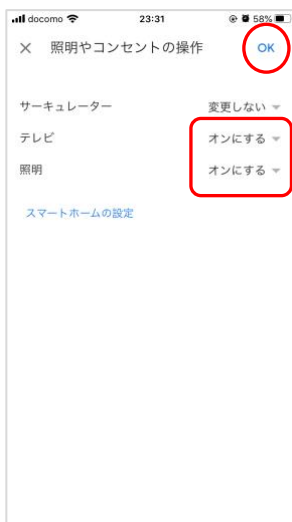 docomo 23:31 58%
× 照明やコンセントの操作 OK
サーキュレーター 変更しない
テレビ オンにする
照明 オンにする
スマートホームの設定